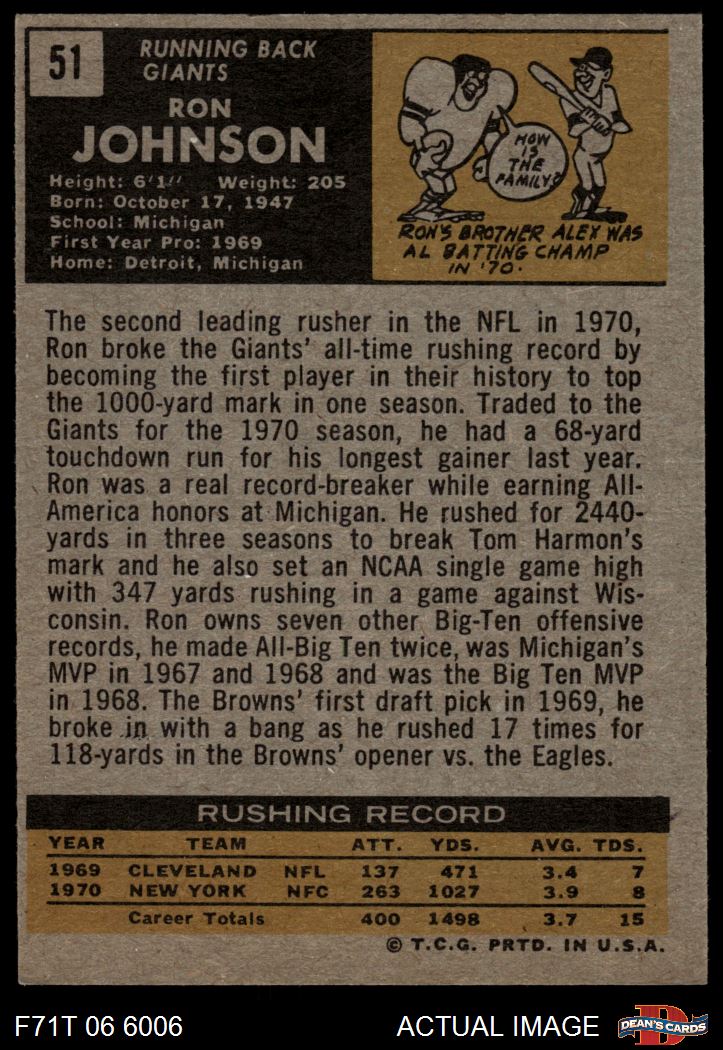 51
RUNNING BACK
GIANTS
RON
JOHNSON
Height: 6'1" Weight: 205
Born: October 17, 1947
School: Michigan
First Year Pro: 1969
Home: Detroit, Michigan
HOW
IS
THE
FAMILY?
RON'S BROTHER ALEX WAS
AL BATTING CHAMP
IN '70.
The second leading rusher in the NFL in 1970,
Ron broke the Giants' all-time rushing record by
becoming the first player in their history to top
the 1000-yard mark in one season. Traded to the
Giants for the 1970 season, he had a 68-yard
touchdown run for his longest gainer last year.
Ron was a real record-breaker while earning All-
America honors at Michigan. He rushed for 2440-
yards in three seasons to break Tom Harmon's
mark and he also set an NCAA single game high
with 347 yards rushing in a game against Wis-
consin. Ron owns seven other Big-Ten offensive
records, he made All-Big Ten twice, was Michigan's
MVP in 1967 and 1968 and was the Big Ten MVP
in 1968. The Browns' first draft pick in 1969, he
broke in with a bang as he rushed 17 times for
118-yards in the Browns' opener vs. the Eagles.
RUSHING RECORD
YEAR TEAM ATT. YDS. AVG. TDS.
1969 CLEVELAND NFL 137 471 3.4 7
1970 NEW YORK NFC 263 1027 3.9 8
Career Totals 400 1498 3.7 15
© T.C.G. PRTD. IN U.S.A.
F71T 06 6006 ACTUAL IMAGE D DEAN'S CARDS